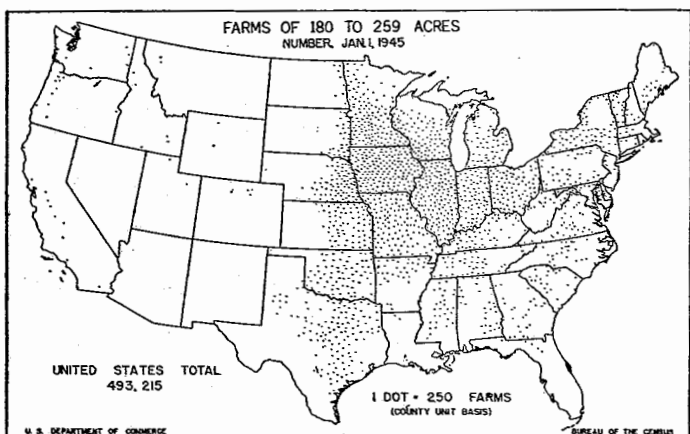 FARMS OF 180 TO 259 ACRES
NUMBER, JAN. 1, 1945
UNITED STATES TOTAL
493,215
1 DOT = 250 FARMS
(COUNTY UNIT BASIS)
U. S. DEPARTMENT OF COMMERCE
BUREAU OF THE CENSUS